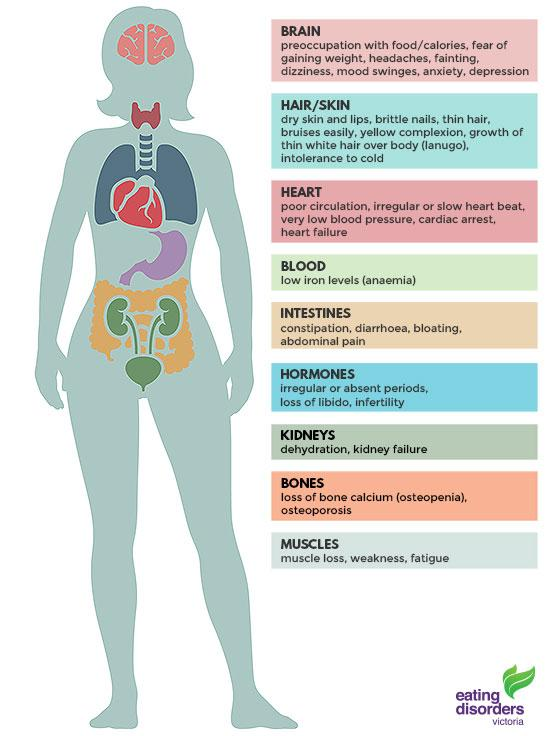 BRAIN
preoccupation with food/calories, fear of
gaining weight, headaches, fainting,
dizziness, mood swinges, anxiety, depression
HAIR/SKIN
dry skin and lips, brittle nails, thin hair,
bruises easily, yellow complexion, growth of
thin white hair over body (lanugo),
intolerance to cold
HEART
poor circulation, irregular or slow heart beat,
very low blood pressure, cardiac arrest,
heart failure
BLOOD
low iron levels (anaemia)
INTESTINES
constipation, diarrhoea, bloating,
abdominal pain
HORMONES
irregular or absent periods,
loss of libido, infertility
KIDNEYS
dehydration, kidney failure
BONES
loss of bone calcium (osteopenia),
osteoporosis
MUSCLES
muscle loss, weakness, fatigue
eating
disorders
victoria